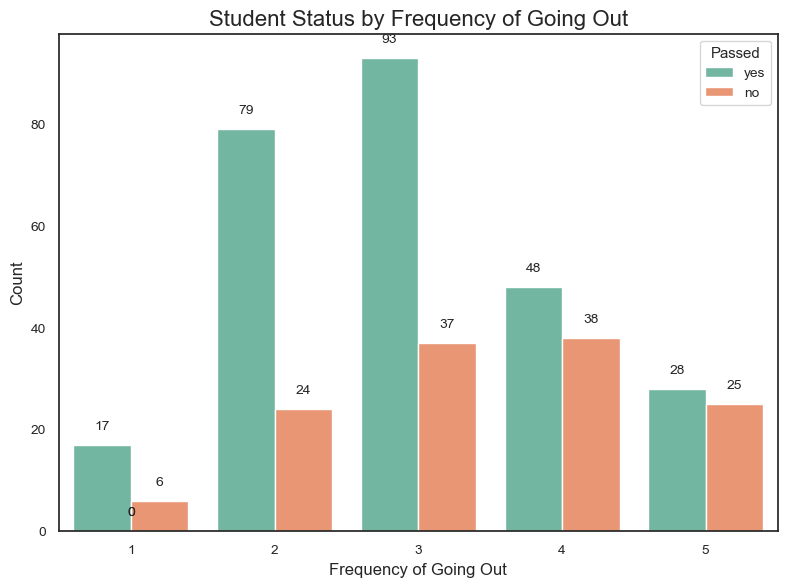 Student Status by Frequency of Going Out
Passed
yes
no
Count
80
60
40
20
0
17
6
0
79
24
93
37
48
38
28
25
1 2 3 4 5
Frequency of Going Out